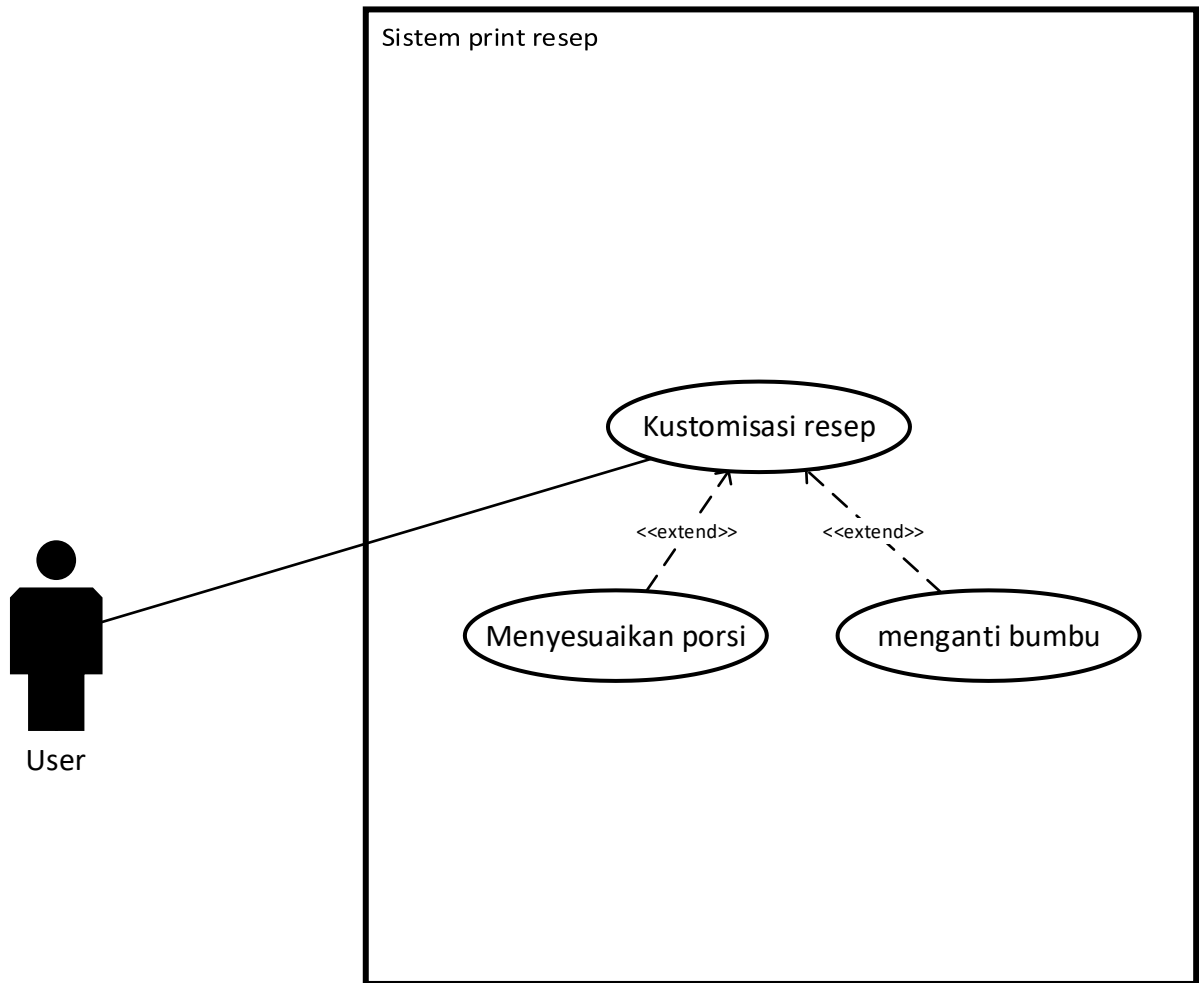 Sistem print resep
Kustomisasi resep
<<extend>>
<<extend>>
Menyesuaikan porsi
menganti bumbu
User